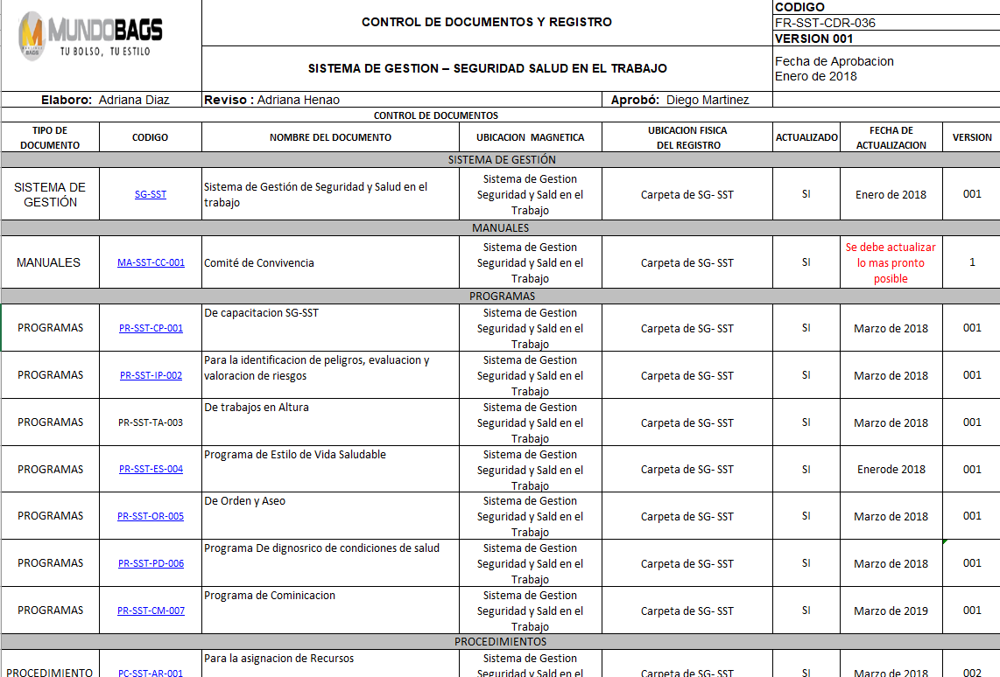 MUNDOBAGS
TU BOLSO, TU ESTILO
BAGS
CONTROL DE DOCUMENTOS Y REGISTRO
SISTEMA DE GESTION – SEGURIDAD SALUD EN EL TRABAJO
CODIGO
FR-SST-CDR-036
VERSION 001
Fecha de Aprobacion
Enero de 2018
Elaboro: Adriana Diaz
Reviso : Adriana Henao
Aprobó: Diego Martinez
CONTROL DE DOCUMENTOS
TIPO DE
DOCUMENTO
CODIGO
NOMBRE DEL DOCUMENTO
UBICACION MAGNETICA
UBICACION FISICA
DEL REGISTRO
ACTUALIZADO
FECHA DE
ACTUALIZACION
VERSION
SISTEMA DE GESTIÓN
SISTEMA DE
GESTIÓN
SG-SST
Sistema de Gestión de Seguridad y Salud en el
trabajo
Sistema de Gestion
Seguridad y Sald en el
Trabajo
Carpeta de SG- SST
SI
Enero de 2018
001
MANUALES
MANUALES
MA-SST-CC-001
Comité de Convivencia
Sistema de Gestion
Seguridad y Sald en el
Trabajo
Carpeta de SG- SST
SI
Se debe actualizar
lo mas pronto
posible
1
PROGRAMAS
PROGRAMAS
PR-SST-CP-001
De capacitacion SG-SST
Sistema de Gestion
Seguridad y Sald en el
Trabajo
Carpeta de SG- SST
SI
Marzo de 2018
001
PROGRAMAS
PR-SST-IP-002
Para la identificacion de peligros, evaluacion y
valoracion de riesgos
Sistema de Gestion
Seguridad y Sald en el
Trabajo
Carpeta de SG- SST
SI
Marzo de 2018
001
PROGRAMAS
PR-SST-TA-003
De trabajos en Altura
Sistema de Gestion
Seguridad y Sald en el
Trabajo
Carpeta de SG- SST
SI
Marzo de 2018
001
PROGRAMAS
PR-SST-ES-004
Programa de Estilo de Vida Saludable
Sistema de Gestion
Seguridad y Sald en el
Trabajo
Carpeta de SG- SST
SI
Enerode 2018
001
PROGRAMAS
PR-SST-OR-005
De Orden y Aseo
Sistema de Gestion
Seguridad y Sald en el
Trabajo
Carpeta de SG- SST
SI
Marzo de 2018
001
PROGRAMAS
PR-SST-PD-006
Programa De dignosrico de condiciones de salud
Sistema de Gestion
Seguridad y Sald en el
Trabajo
Carpeta de SG- SST
SI
Marzo de 2018
001
PROGRAMAS
PR-SST-CM-007
Programa de Cominicacion
Sistema de Gestion
Seguridad y Sald en el
Trabajo
Carpeta de SG- SST
SI
Marzo de 2019
001
PROCEDIMIENTOS
PROCEDIMIENTO
PC-SST-AR-001
Para la asignacion de Recursos
Sistema de Gestion
Seguridad y Sald en el
Carpeta de SG- SST
SI
Marzo de 2018
002